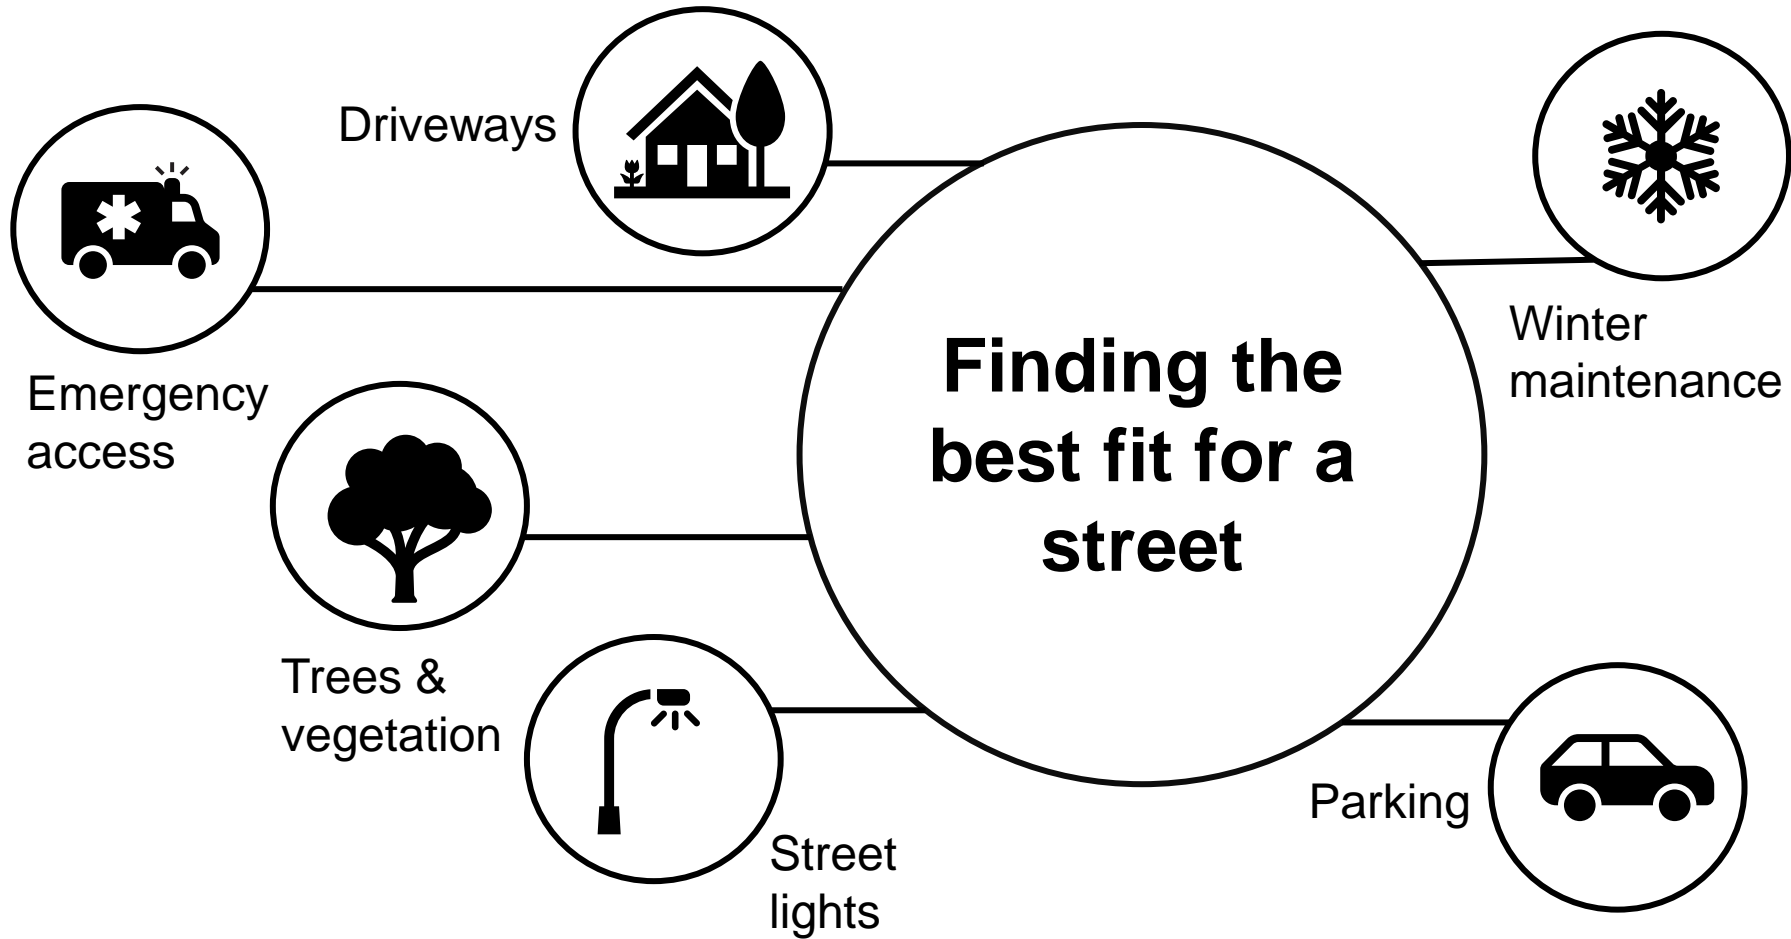 Driveways
Emergency
access
Trees &
vegetation
Street
lights
Finding the
best fit for a
street
Winter
maintenance
Parking